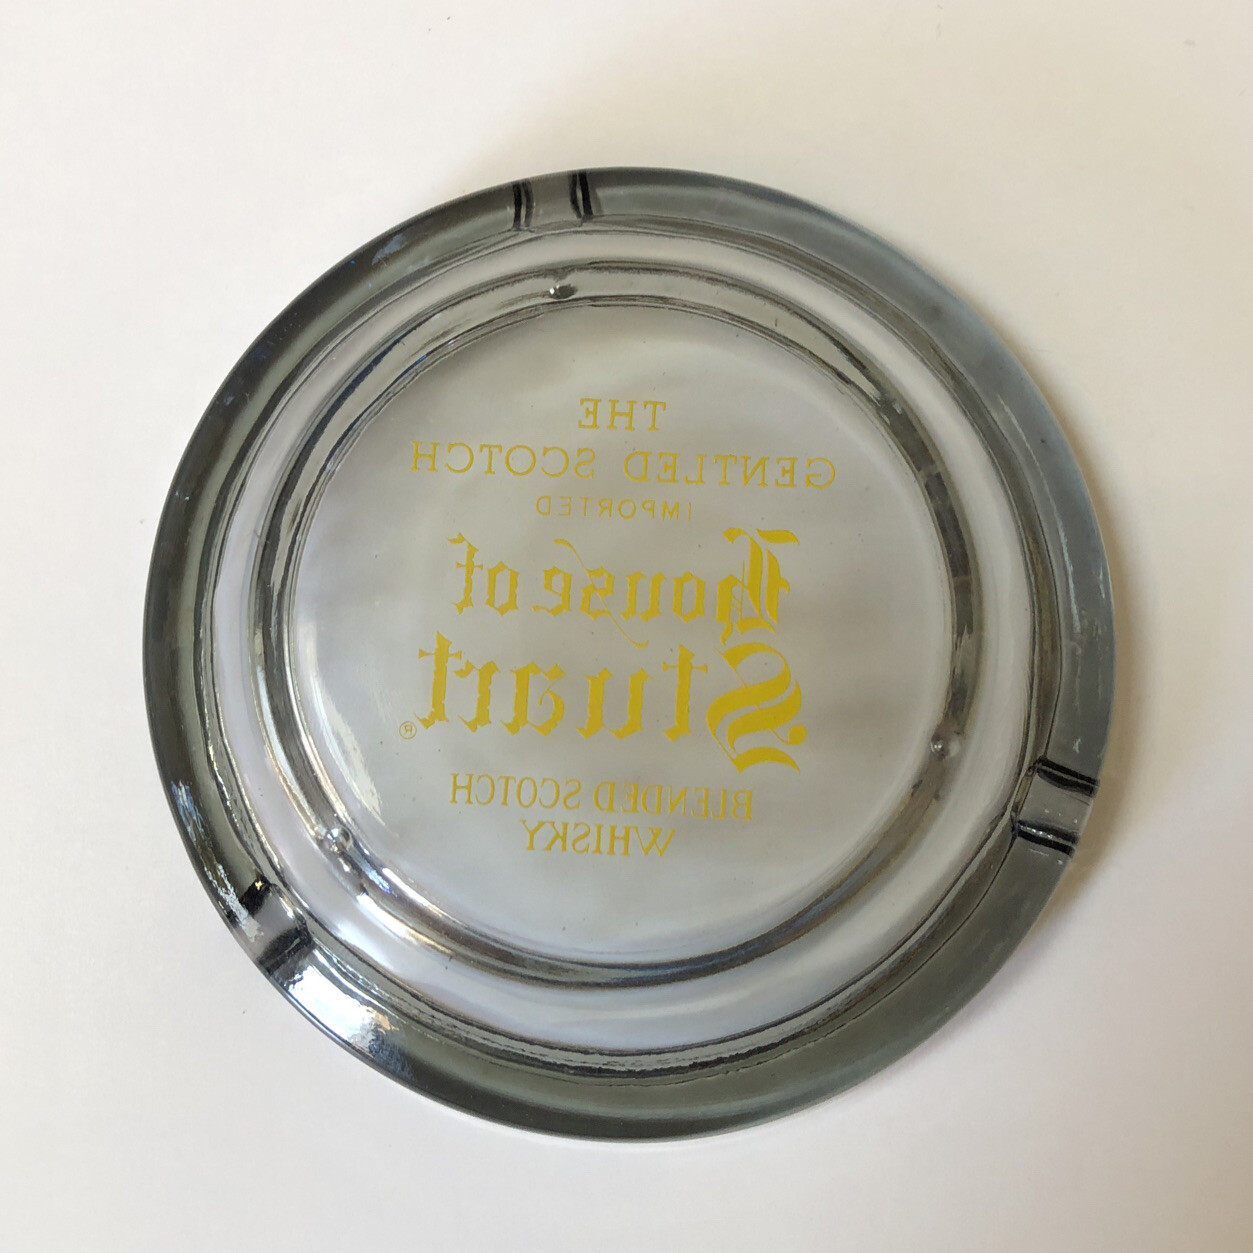 THE
GENTLED SCOTCH
IMPORTED
House of
Stuart®
BLENDED SCOTCH
WHISKY